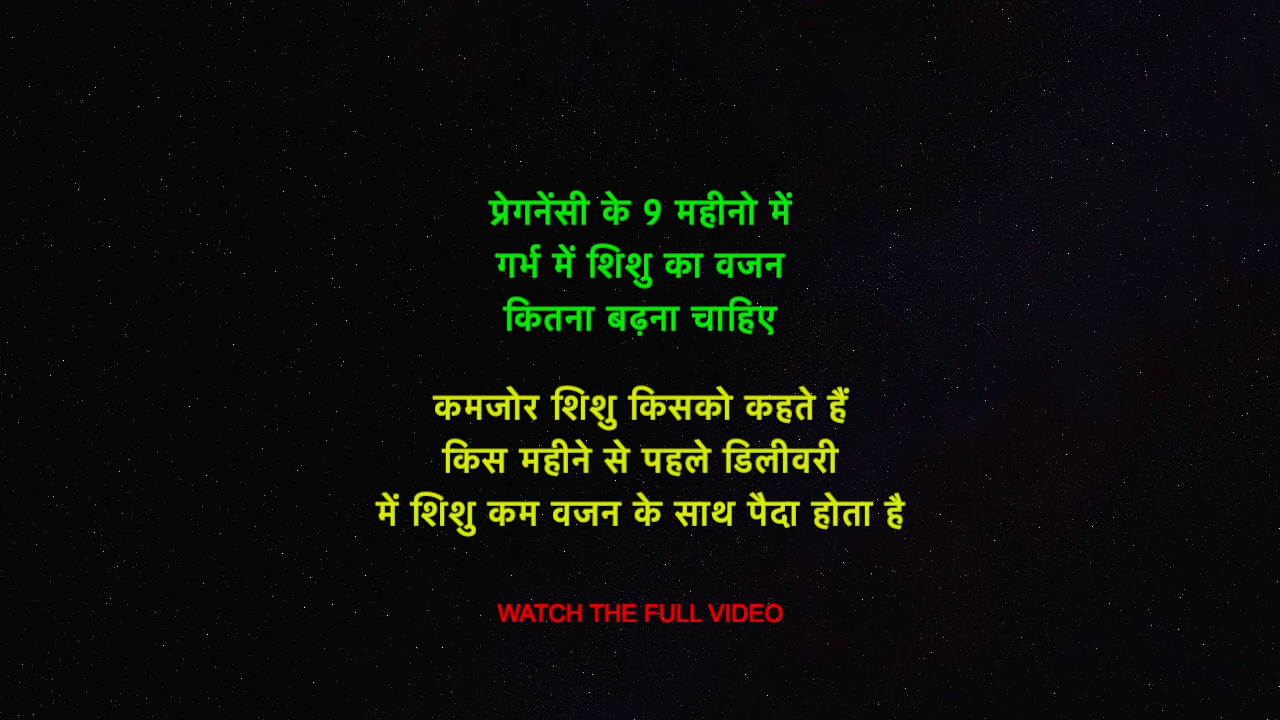 प्रेगनेंसी के 9 महीनो में
गर्भ में शिशु का वजन
कितना बढ़ना चाहिए
कमजोर शिशु किसको कहते हैं
किस महीने से पहले डिलीवरी
में शिशु कम वजन के साथ पैदा होता है
WATCH THE FULL VIDEO